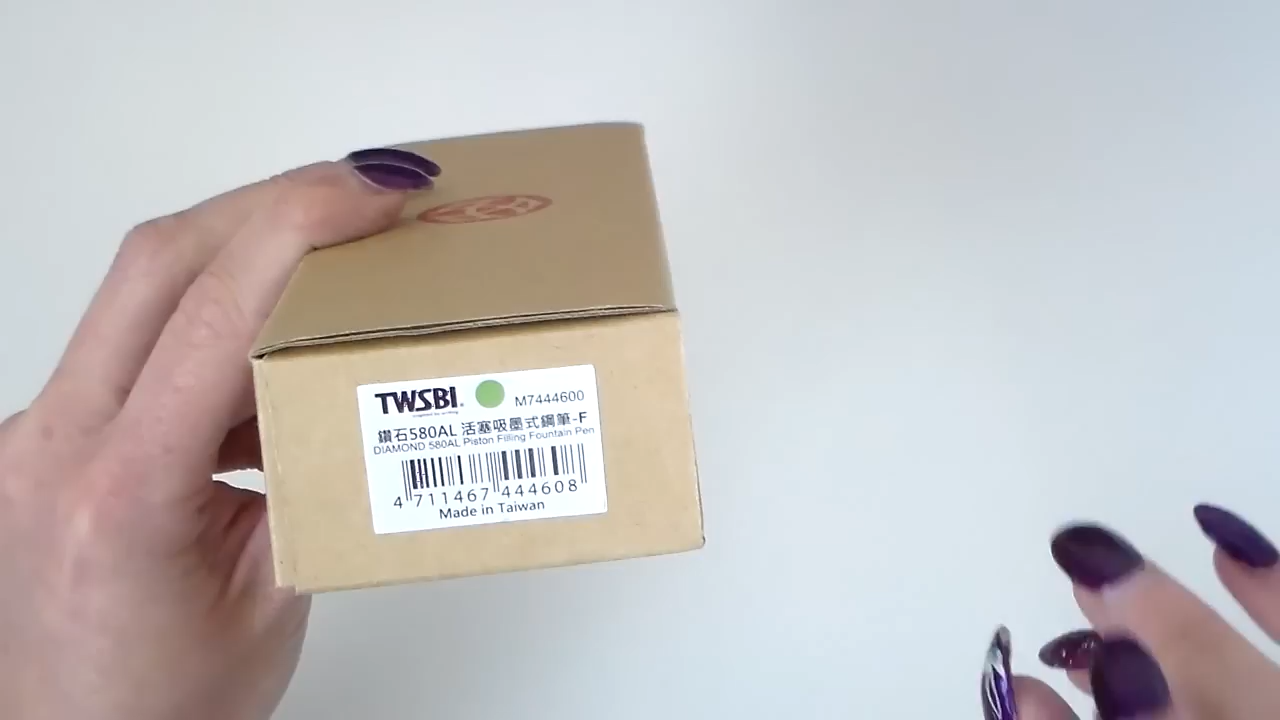 TWSBI
M7444600
鑽石580AL 活塞吸墨式鋼筆-F
DIAMOND 580AL Piston Filling Fountain Pen
4 711467 444608
Made in Taiwan